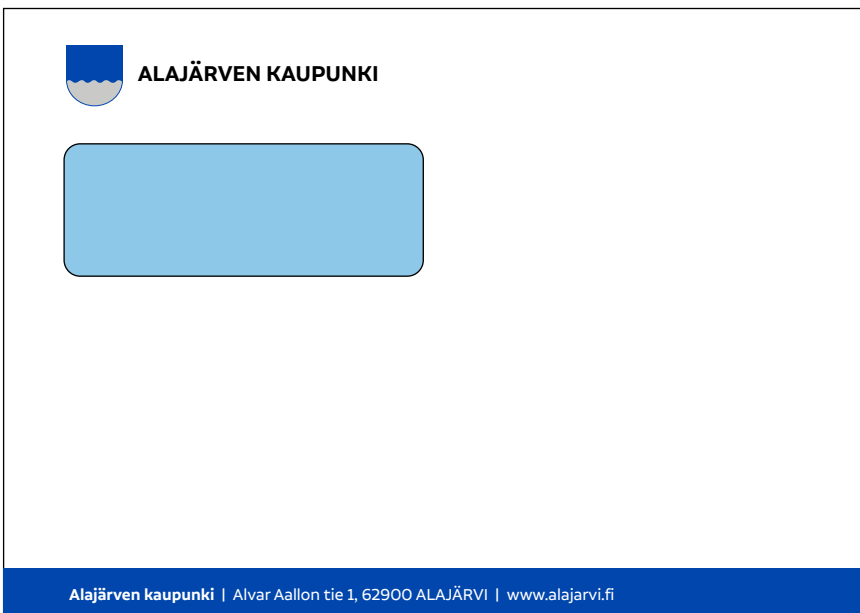 ALAJÄRVEN KAUPUNKI
Alajärven kaupunki | Alvar Aallon tie 1, 62900 ALAJÄRVI | www.alajarvi.fi